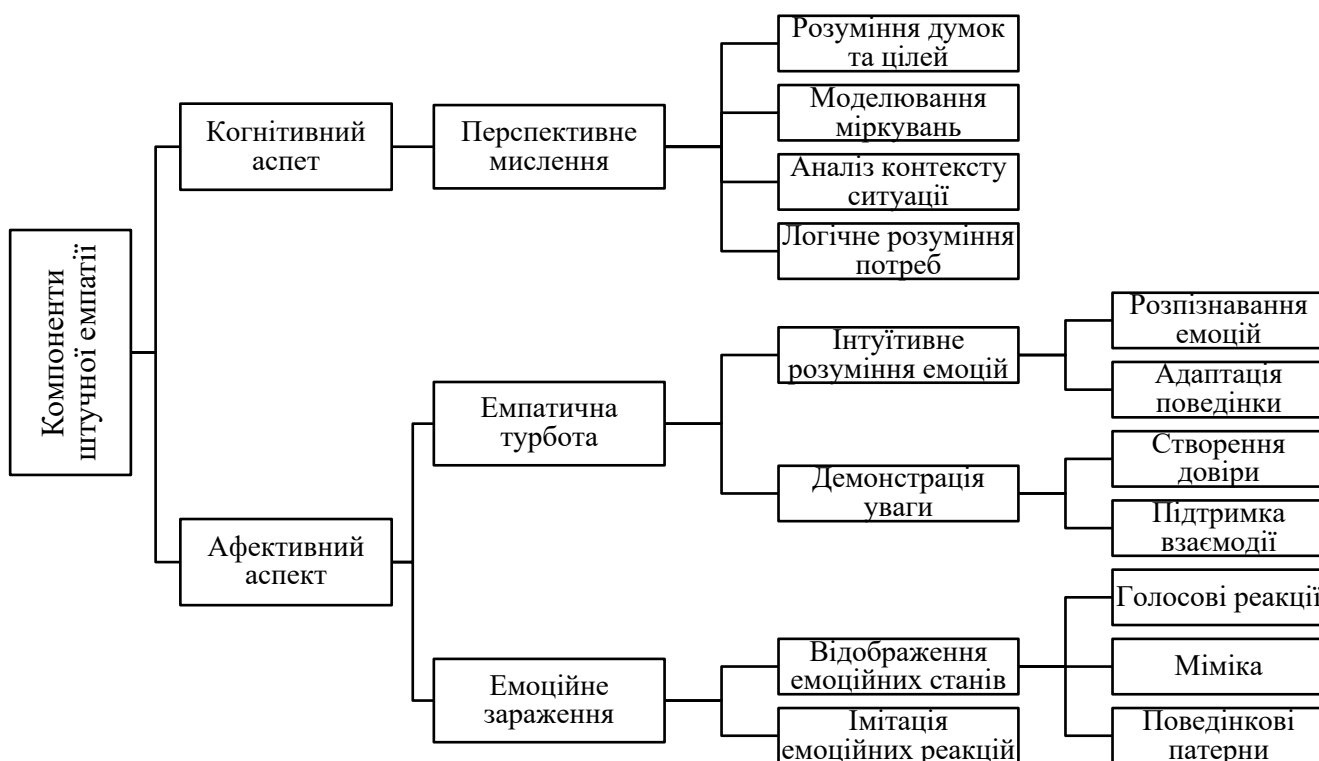 Компоненти
штучної емпатії
Когнітивний
аспет
Перспективне
мислення
Розуміння думок
та цілей
Моделювання
міркувань
Аналіз контексту
ситуації
Логічне розуміння
потреб
Афективний
аспект
Емпатична
турбота
Інтуїтивне
розуміння емоцій
Розпізнавання
емоцій
Адаптація
поведінки
Демонстрація
уваги
Створення
довіри
Підтримка
взаємодії
Емоційне
зараження
Відображення
емоційних станів
Голосові реакції
Міміка
Поведінкові
патерни
Імітація
емоційних реакцій